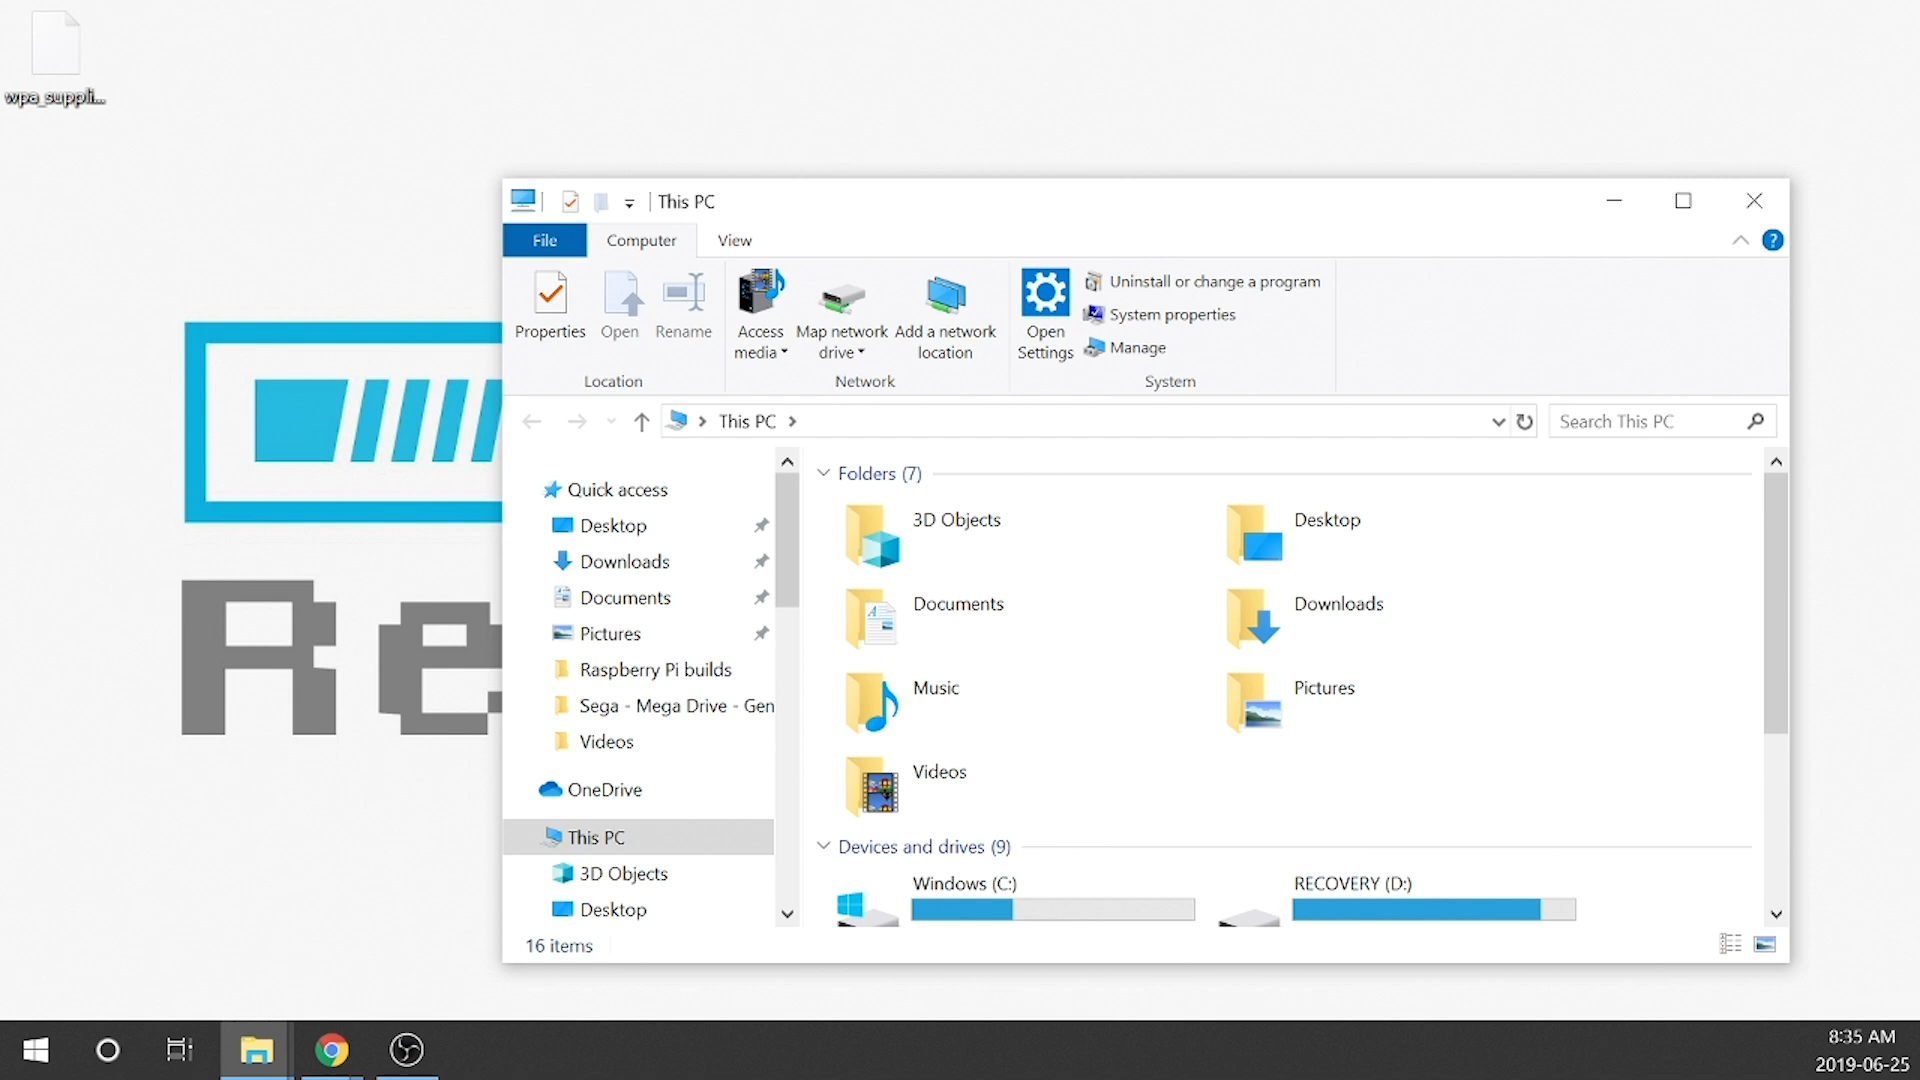 wpa_suppli...
This PC
File
Computer
View
Properties
Open
Rename
Access media
Map network drive
Add a network location
Open Settings
Uninstall or change a program
System properties
Manage
Location
Network
System
This PC
Search This PC
Quick access
Desktop
Downloads
Documents
Pictures
Raspberry Pi builds
Sega - Mega Drive - Gen
Videos
OneDrive
This PC
3D Objects
Desktop
Folders (7)
3D Objects
Desktop
Documents
Downloads
Music
Pictures
Videos
Devices and drives (9)
Windows (C:)
RECOVERY (D:)
16 items
Re
8:35 AM
2019-06-25